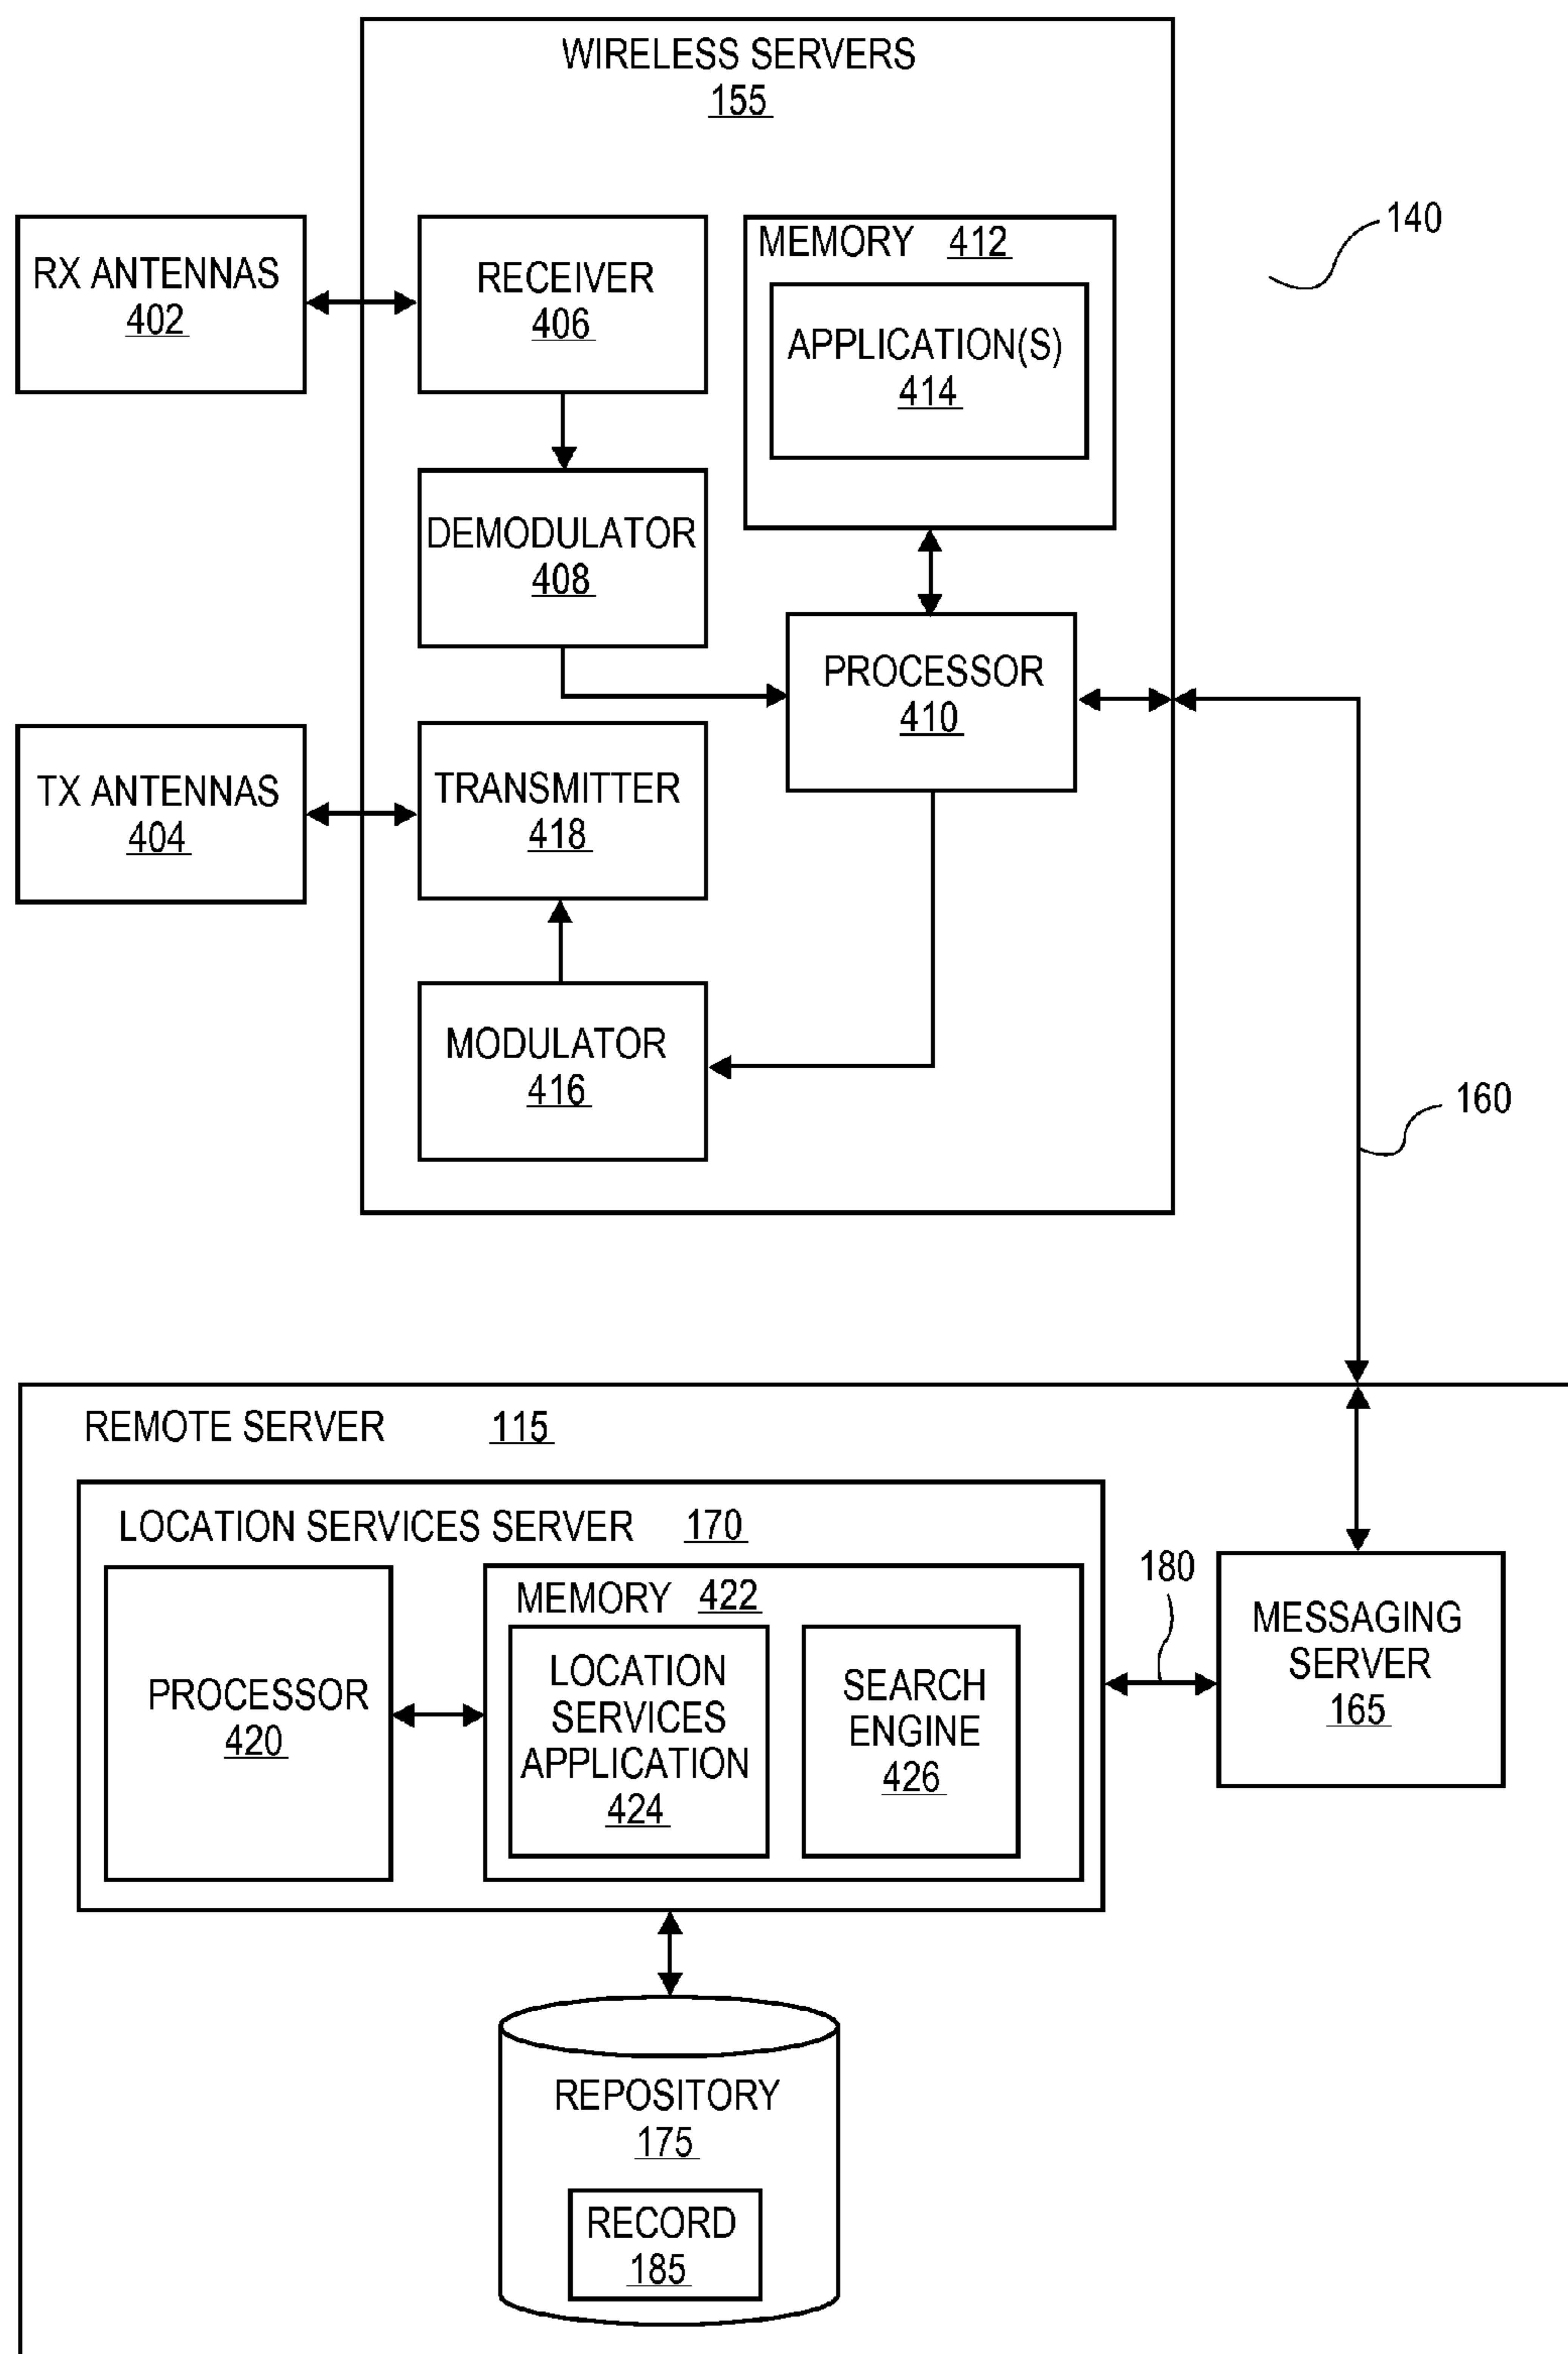 WIRELESS SERVERS
155
140
RX ANTENNAS
402
RECEIVER
406
MEMORY 412
APPLICATION(S)
414
DEMODULATOR
408
PROCESSOR
410
TX ANTENNAS
404
TRANSMITTER
418
MODULATOR
416
160
REMOTE SERVER 115
LOCATION SERVICES SERVER 170
PROCESSOR
420
MEMORY 422
LOCATION
SERVICES
APPLICATION
424
SEARCH
ENGINE
426
180
MESSAGING
SERVER
165
REPOSITORY
175
RECORD
185